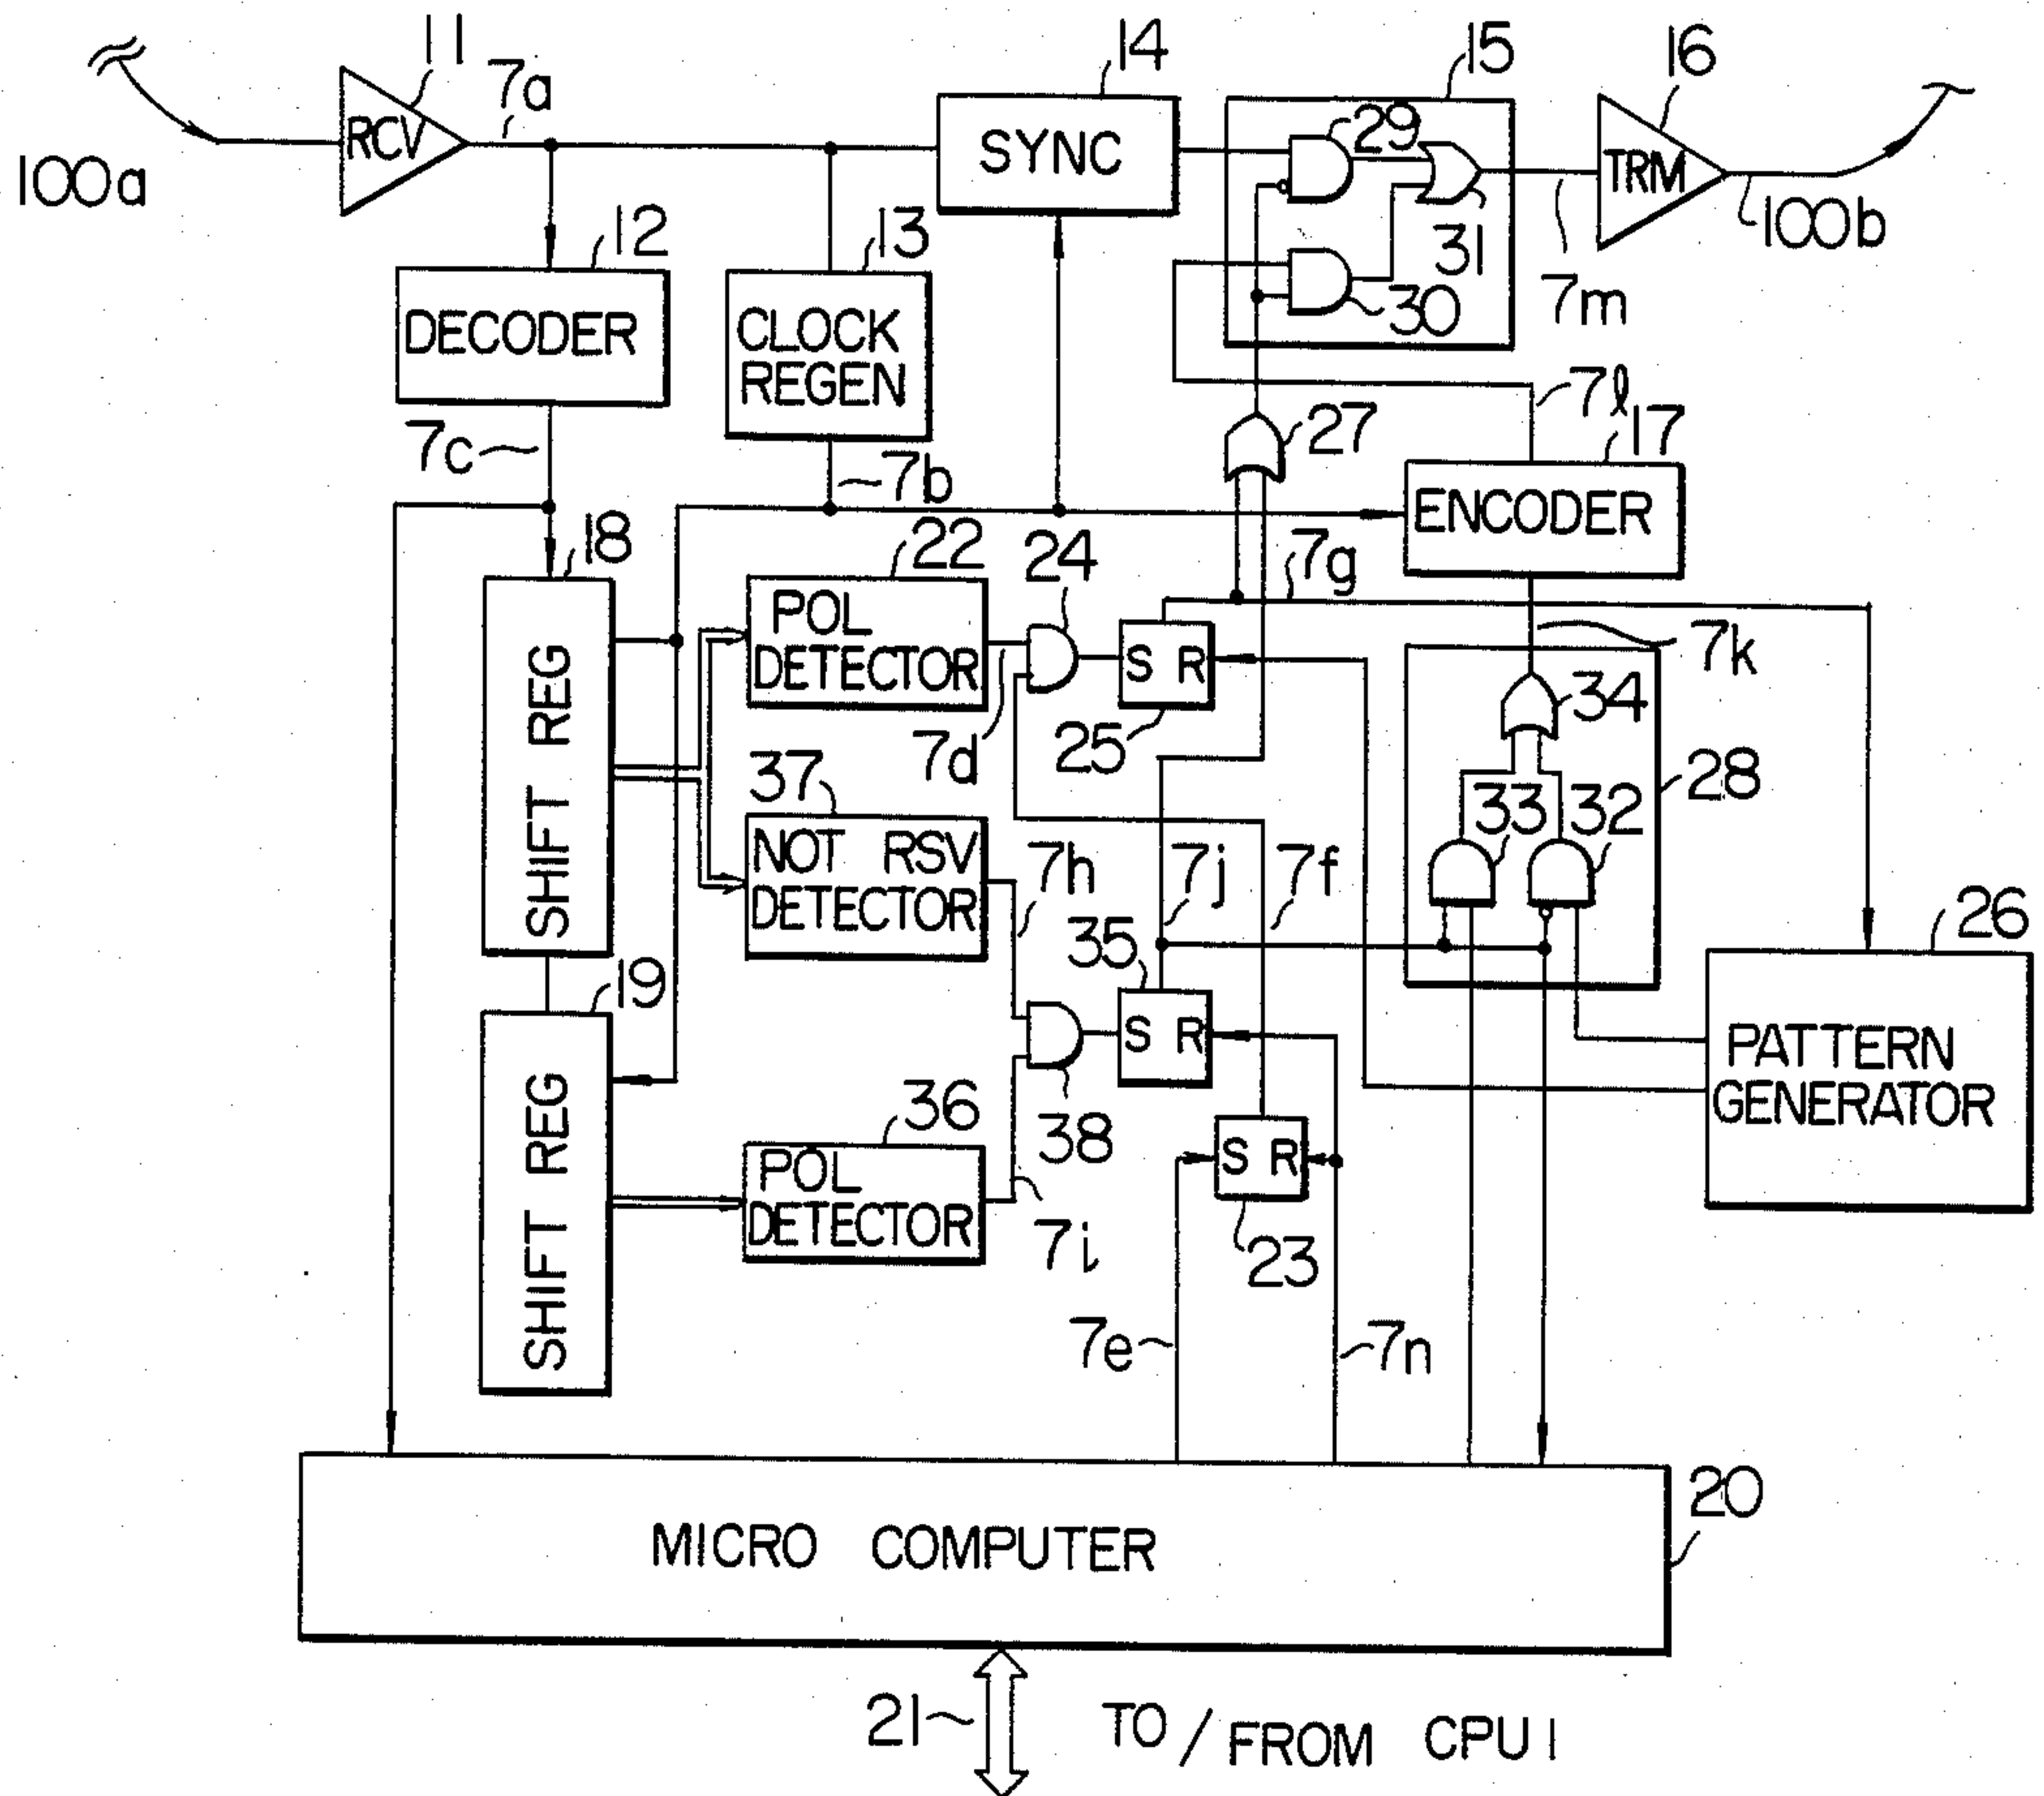 11
7a
14
15
16
RCV
100a
SYNC
29
TRM
100b
12
13
31
7m
30
DECODER
CLOCK
REGEN
7ℓ
17
27
7c
7b
ENCODER
18
22
24
7g
7k
POL
DETECTOR
S R
34
25
7d
28
SHIFT REG
37
33
32
NOT RSV
DETECTOR
7h
7j
7f
26
35
19
S R
PATTERN
GENERATOR
36
38
SHIFT REG
POL
DETECTOR
S R
7i
23
7e
7n
20
MICRO COMPUTER
21
TO / FROM CPU 1